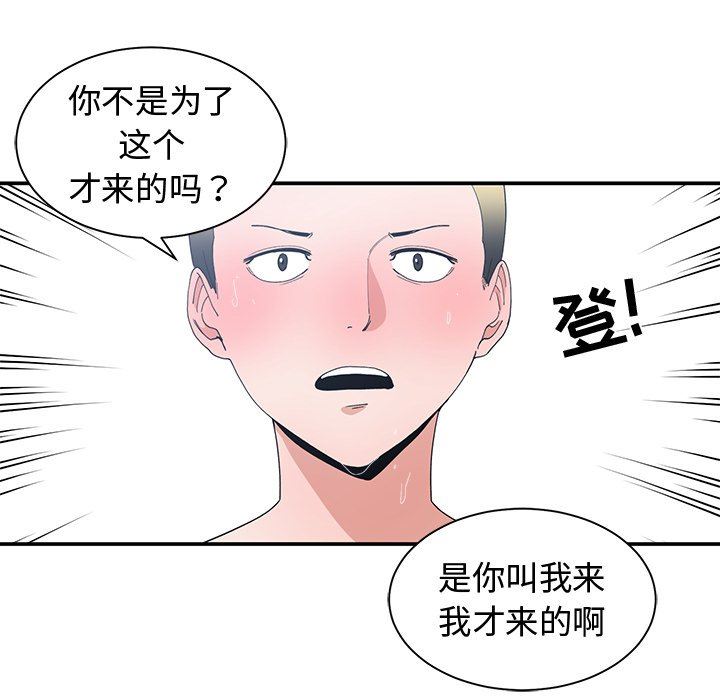 你不是为了
这个
才来的吗？
登！
是你叫我来
我才来的啊